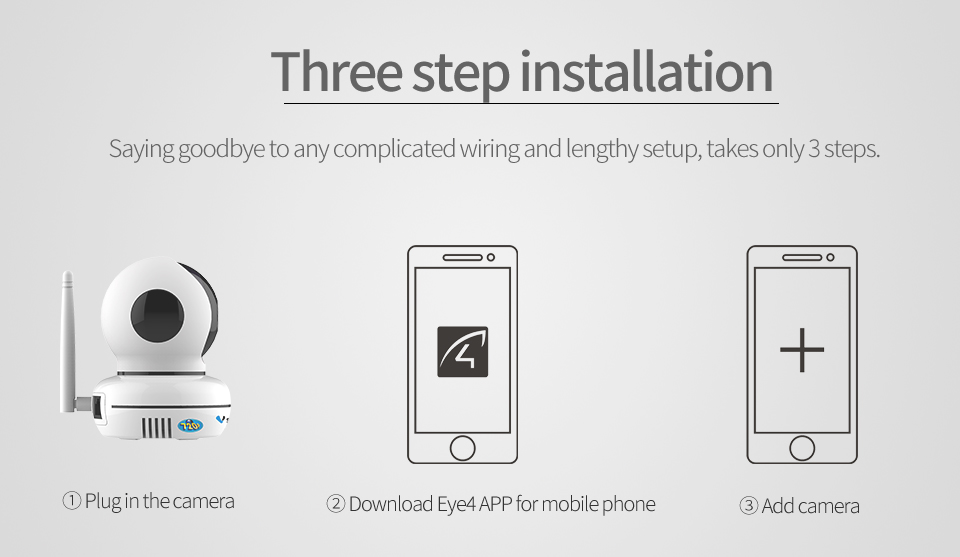 Three step installation
Saying goodbye to any complicated wiring and lengthy setup, takes only 3 steps.
4
① Plug in the camera
② Download Eye4 APP for mobile phone
③ Add camera